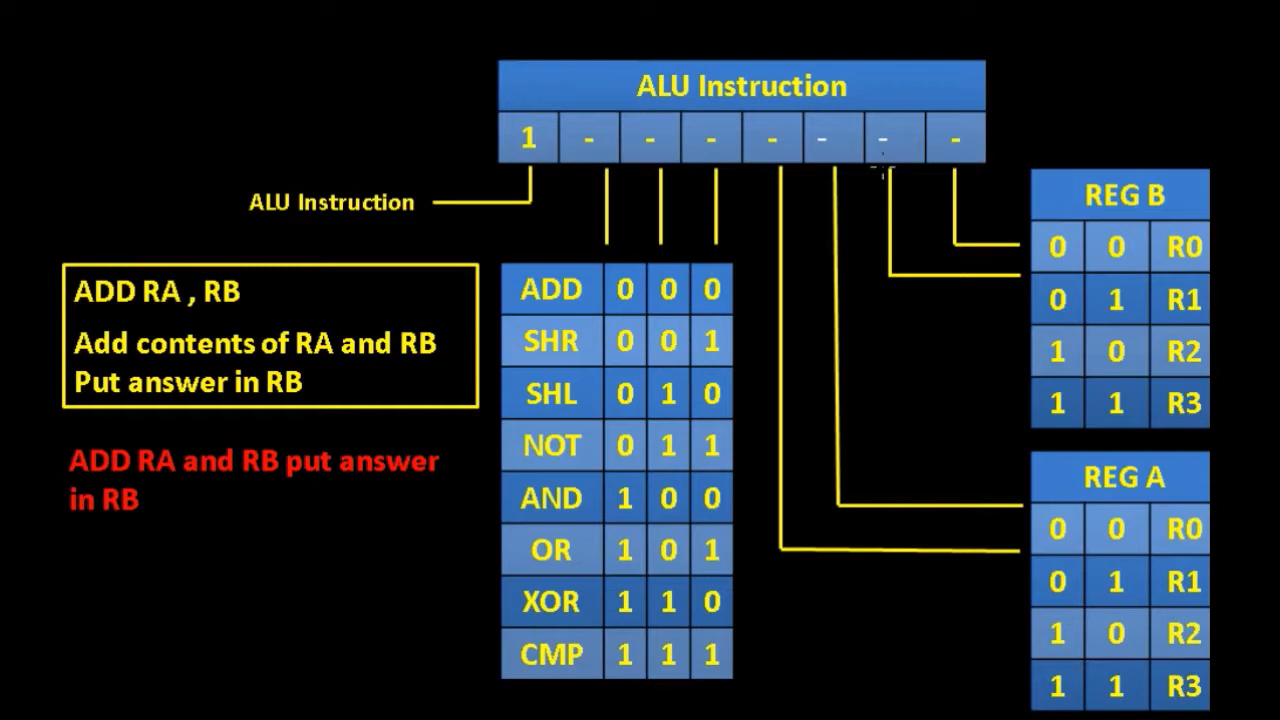 ALU Instruction
1 - - - - - - -
ALU Instruction
ADD RA , RB
Add contents of RA and RB
Put answer in RB
ADD RA and RB put answer
in RB
ADD 0 0 0
SHR 0 0 1
SHL 0 1 0
NOT 0 1 1
AND 1 0 0
OR 1 0 1
XOR 1 1 0
CMP 1 1 1
REG B
0 0 R0
0 1 R1
1 0 R2
1 1 R3
REG A
0 0 R0
0 1 R1
1 0 R2
1 1 R3